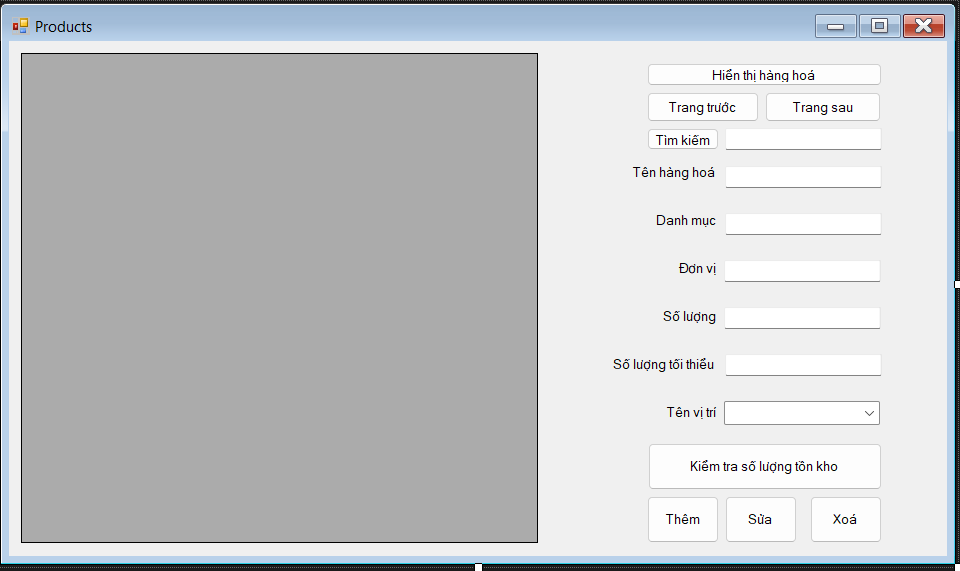 Products
Hiển thị hàng hoá
Trang trước
Trang sau
Tìm kiếm
Tên hàng hoá
Danh mục
Đơn vị
Số lượng
Số lượng tối thiểu
Tên vị trí
Kiểm tra số lượng tồn kho
Thêm
Sửa
Xoá